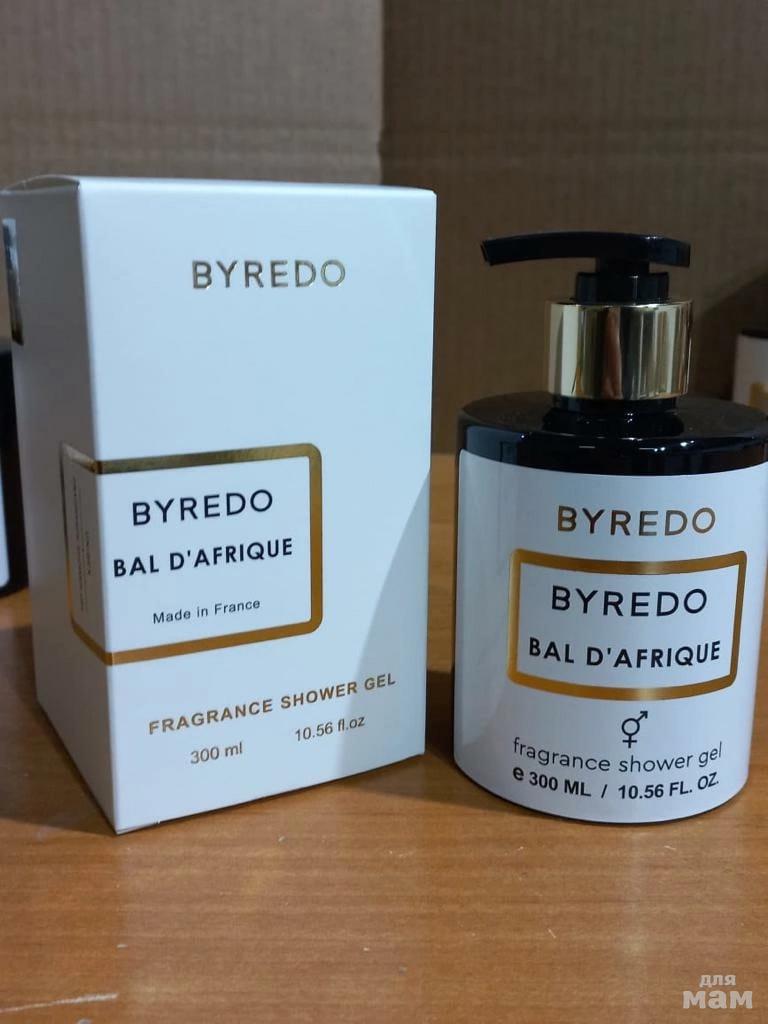 BYREDO
BYREDO
BAL D'AFRIQUE
Made in France
FRAGRANCE SHOWER GEL
300 ml 10.56 fl.oz
BYREDO
BYREDO
BAL D'AFRIQUE
fragrance shower gel
e 300 ML / 10.56 FL. OZ.
для
мам